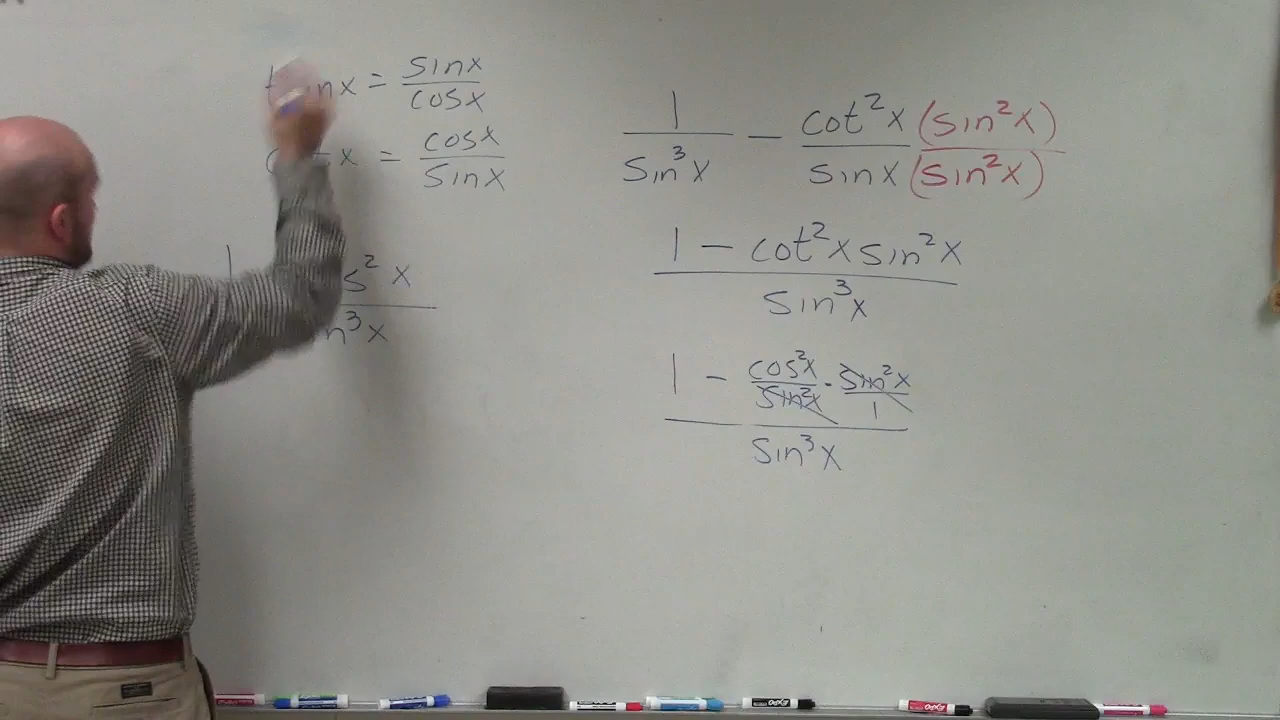 tanx = sinx/cosx
x = cosx/sinx
1 s²x / n³x
1/sin³x − cot²x(sin²x)/sinx(sin²x)
1 − cot²x sin²x / sin³x
1 − cos²x/sin²x · sin²x/1 / sin³x